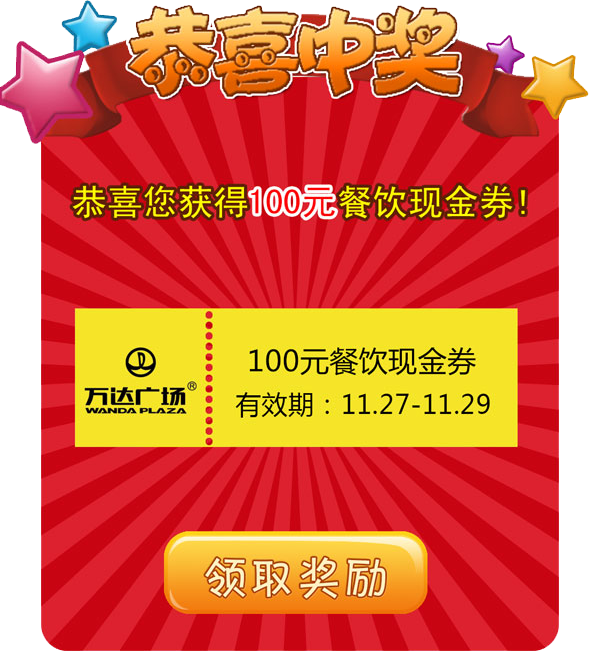 恭喜中奖
恭喜您获得100元餐饮现金券！
万达广场®
WANDA PLAZA
100元餐饮现金券
有效期：11.27-11.29
领取奖励